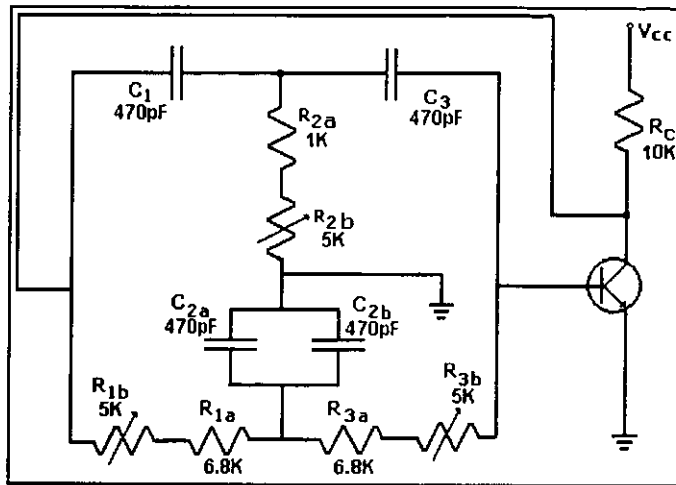 VCC
C1
470pF
C3
470pF
R2a
1K
RC
10K
R2b
5K
C2a
470pF
C2b
470pF
R1b
5K
R1a
6.8K
R3a
6.8K
R3b
5K